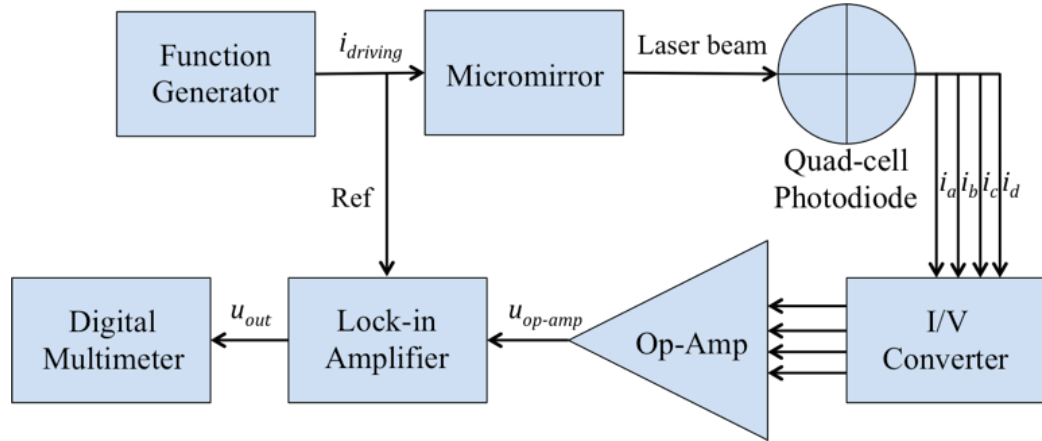 Function
Generator
i_driving
Micromirror
Laser beam
Quad-cell
Photodiode
i_a i_b i_c i_d
Ref
Digital
Multimeter
u_out
Lock-in
Amplifier
u_op-amp
Op-Amp
I/V
Converter